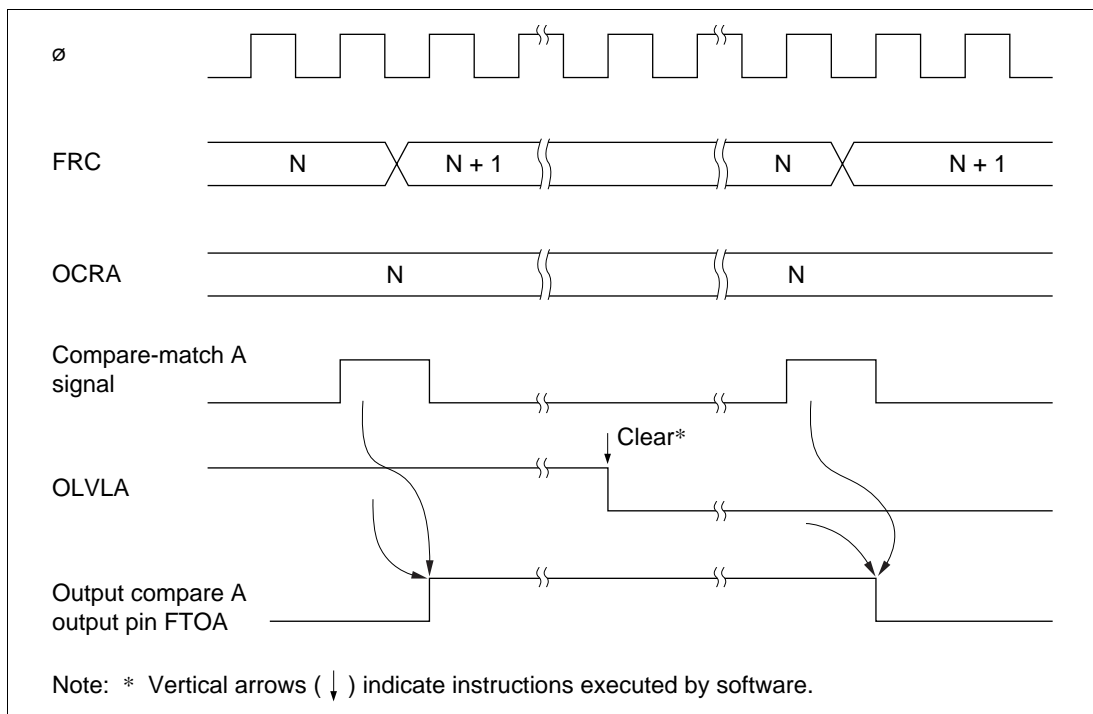 ø
FRC
N
N + 1
N
N + 1
OCRA
N
N
Compare-match A
signal
Clear*
OLVLA
Output compare A
output pin FTOA
Note: * Vertical arrows ( ↓ ) indicate instructions executed by software.